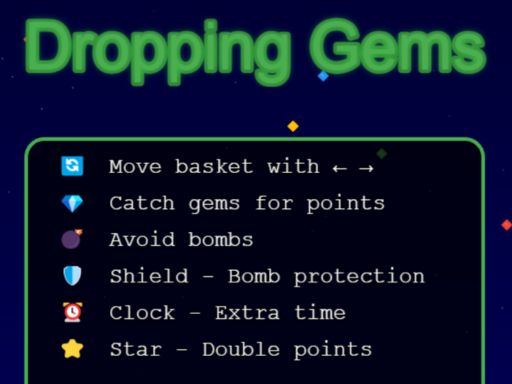 Dropping Gems
Move basket with ← →
Catch gems for points
Avoid bombs
Shield – Bomb protection
Clock – Extra time
Star – Double points